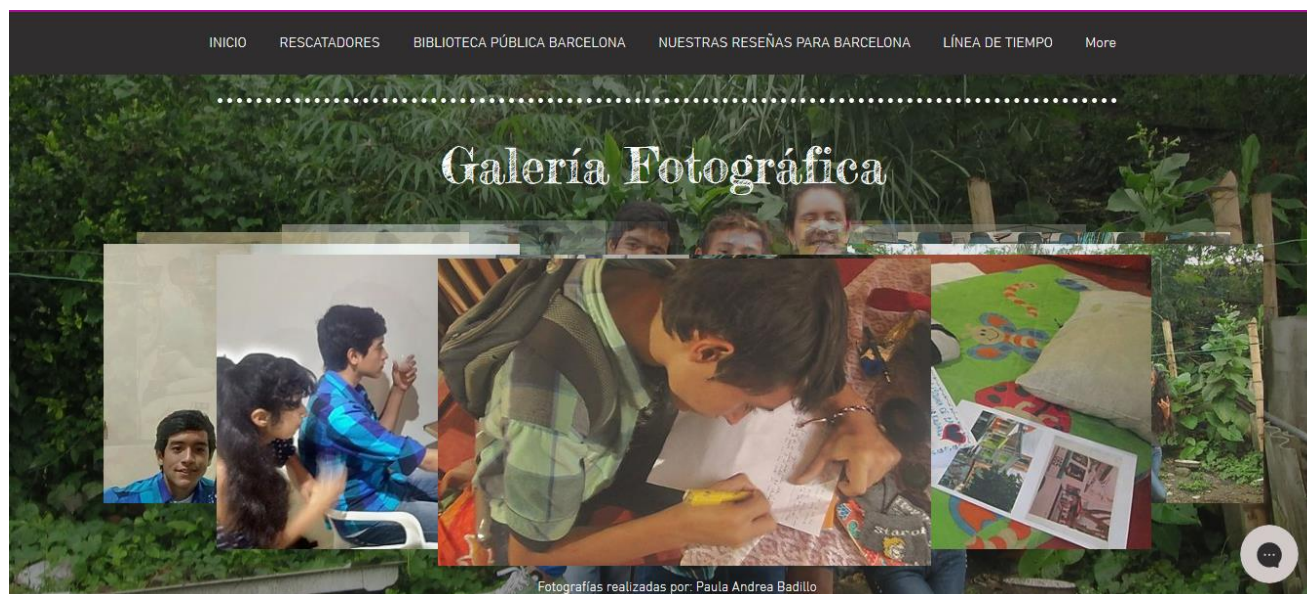 INICIO RESCATADORES BIBLIOTECA PÚBLICA BARCELONA NUESTRAS RESEÑAS PARA BARCELONA LÍNEA DE TIEMPO More
Galería Fotográfica
Fotografías realizadas por: Paula Andrea Badillo